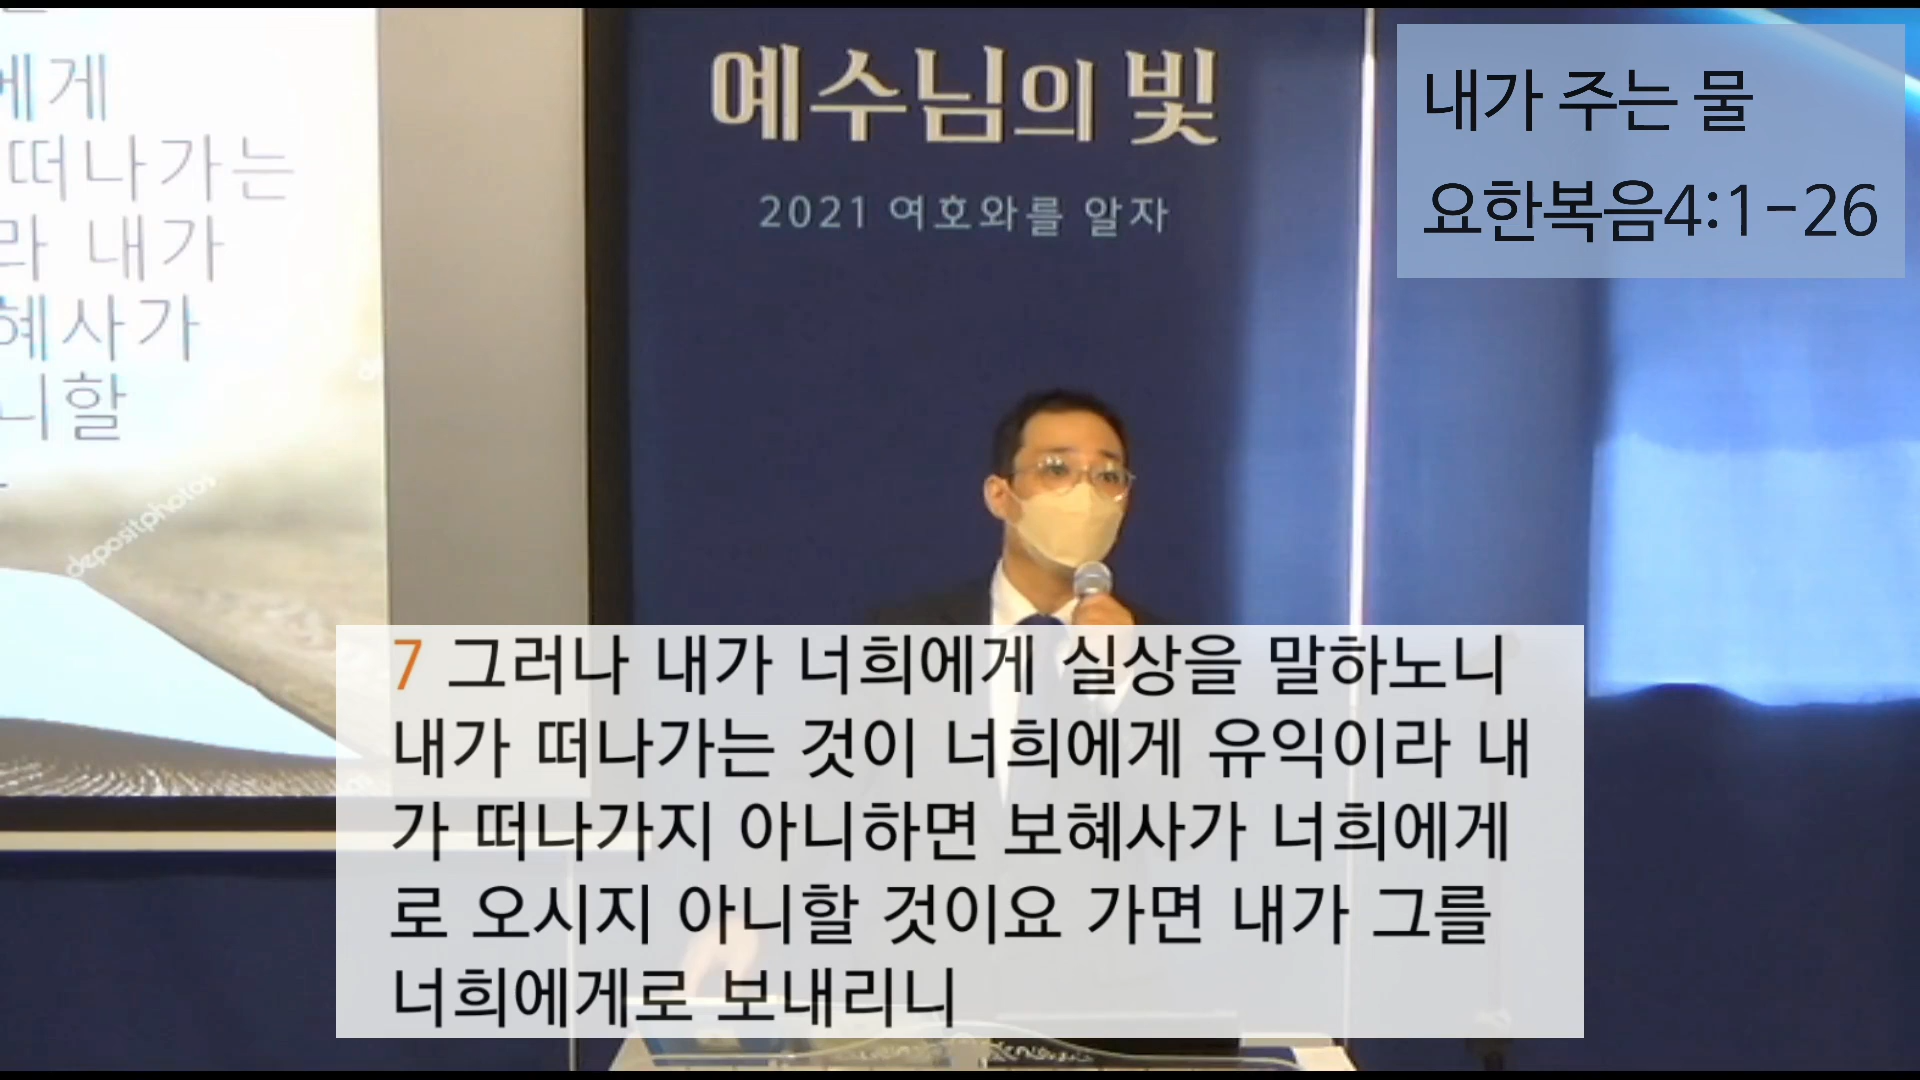 에게
떠나가는
라 내가
혜사가
니할
depositphotos
예수님의 빛
2021 여호와를 알자
내가 주는 물
요한복음4:1-26
7 그러나 내가 너희에게 실상을 말하노니
내가 떠나가는 것이 너희에게 유익이라 내
가 떠나가지 아니하면 보혜사가 너희에게
로 오시지 아니할 것이요 가면 내가 그를
너희에게로 보내리니